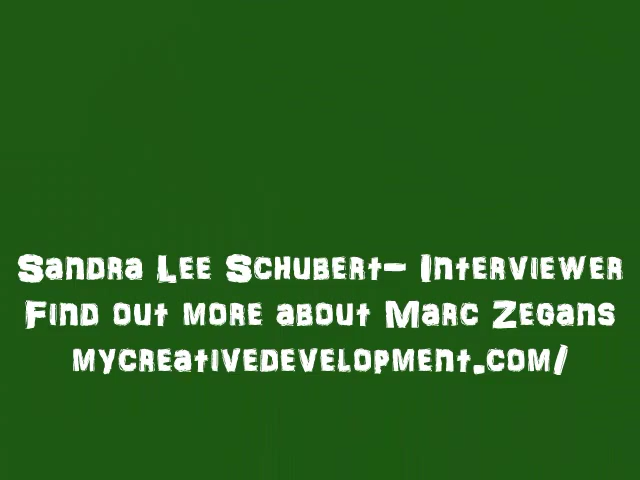 Sandra Lee Schubert- Interviewer
Find out more about Marc Zegans
mycreativedevelopment.com/